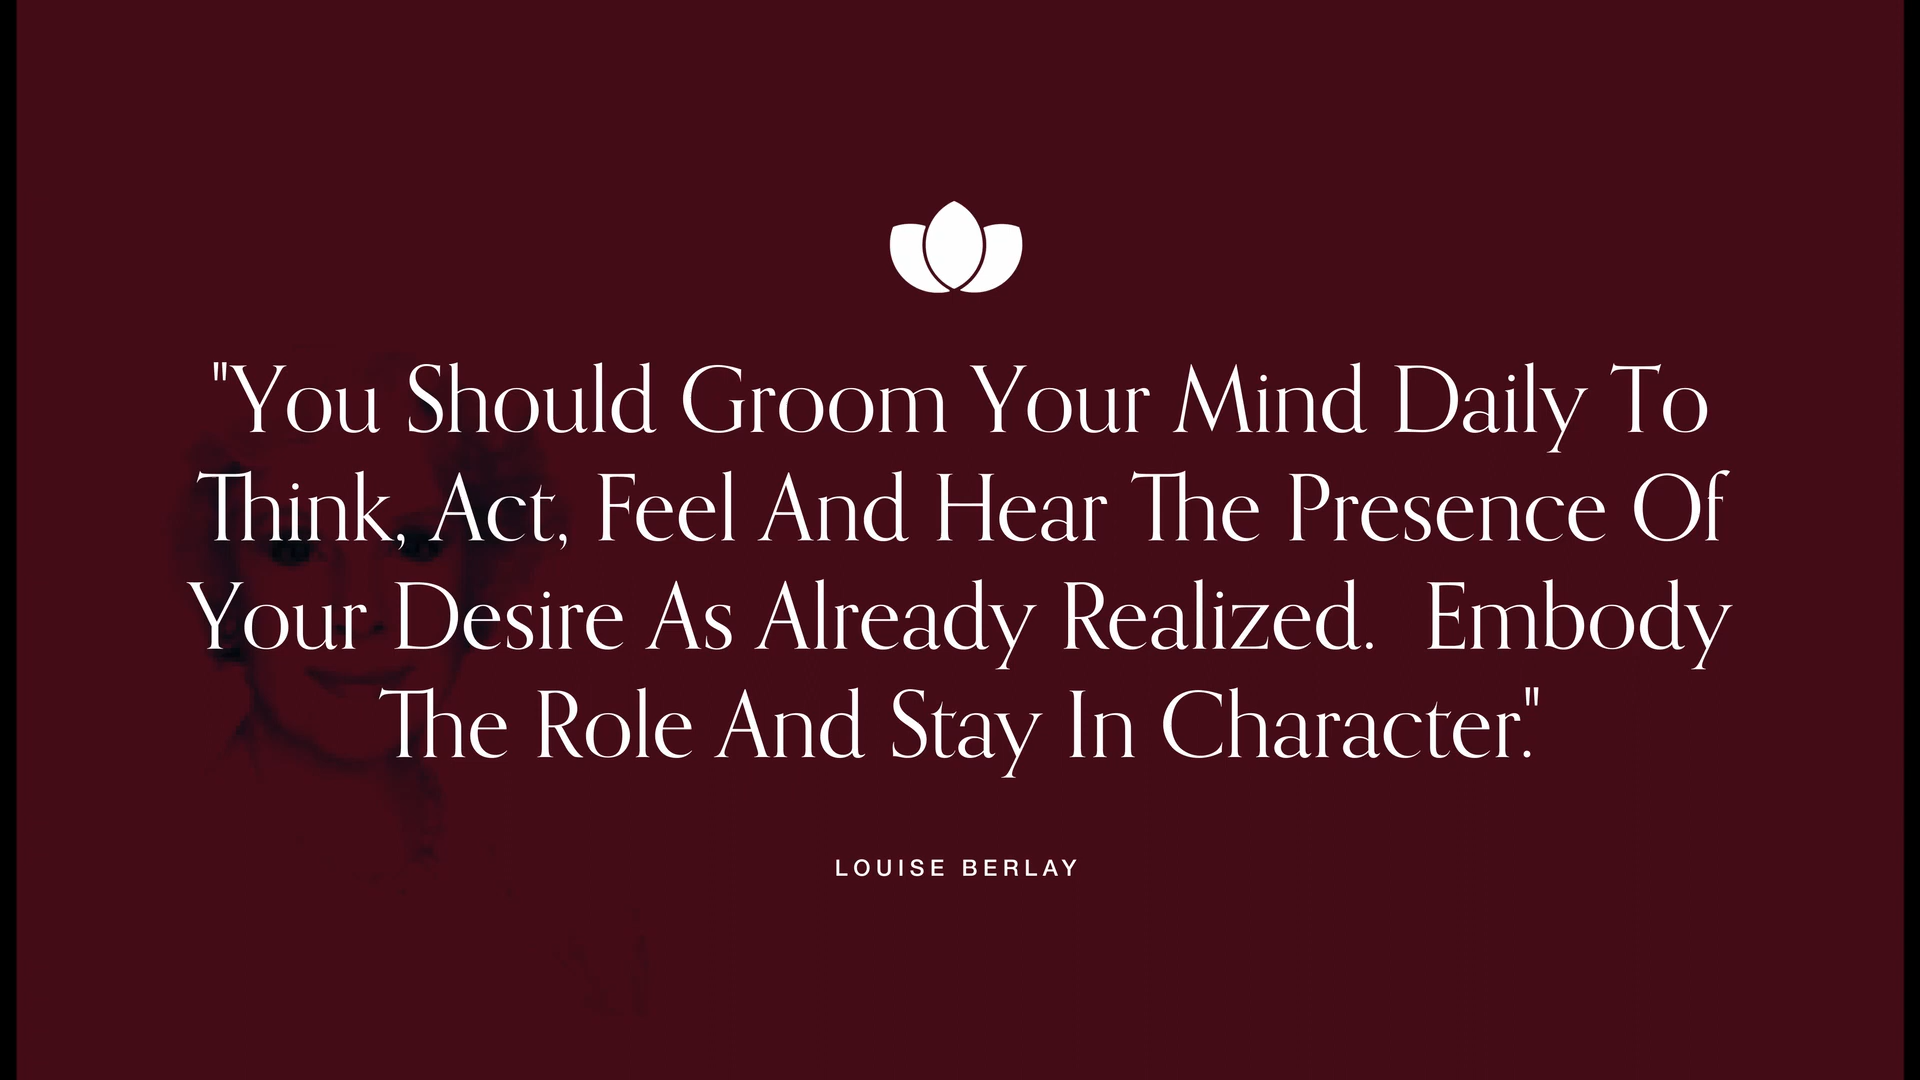 "You Should Groom Your Mind Daily To
Think, Act, Feel And Hear The Presence Of
Your Desire As Already Realized.  Embody
The Role And Stay In Character."
LOUISE BERLAY